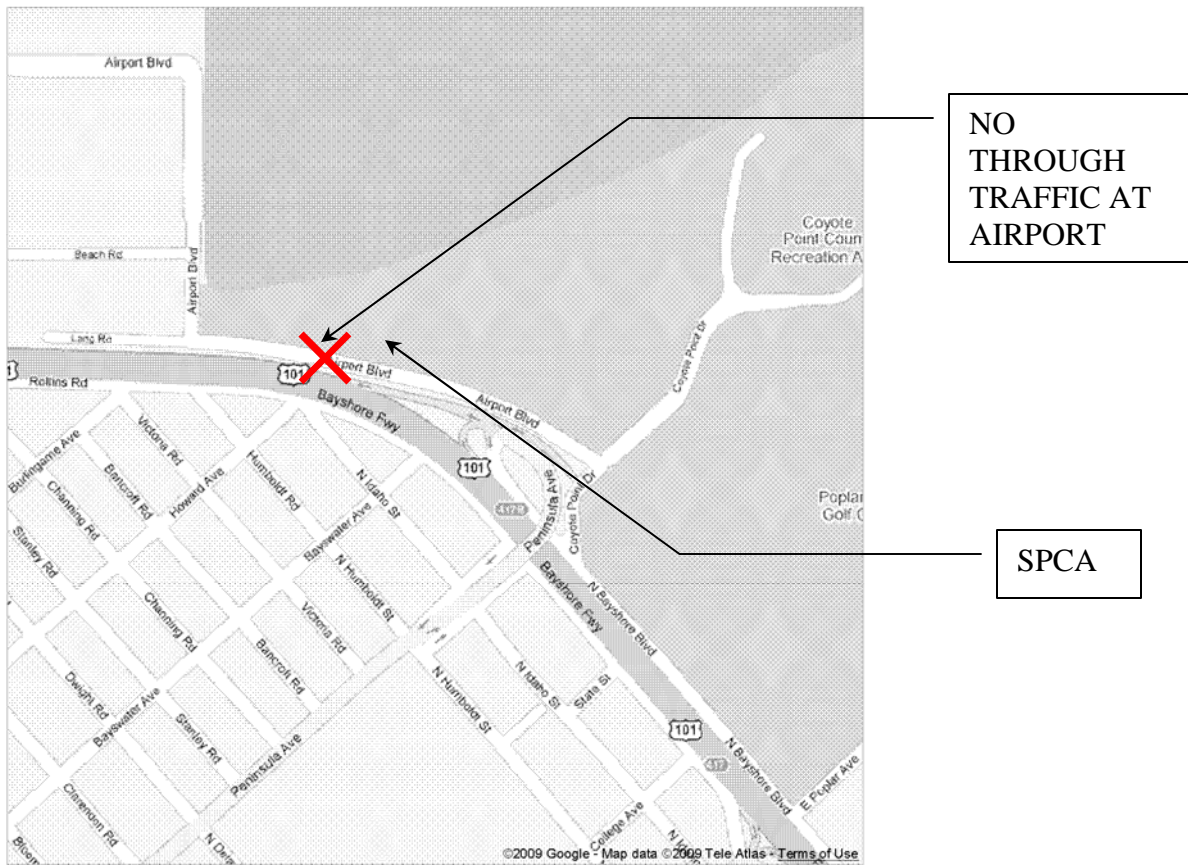 Airport Blvd
NO
THROUGH
TRAFFIC AT
AIRPORT
Coyote
Point Coun
Recreation A
Beach Rd
Airport Blvd
Lang Rd
101
Airport Blvd
Rollins Rd
Bayshore Fwy
Airport Blvd
Coyote Point Dr
Burlingame Ave
Victoria Rd
Bancroft Rd
Howard Ave
Humboldt Rd
N Idaho St
Channing Rd
Stanley Rd
Bayswater Ave
101
417B
Peninsula Ave
Coyote Point Dr
Poplar
Golf C
SPCA
N Humboldt St
Victoria Rd
Channing Rd
Bancroft Rd
Bayshore Fwy
N Bayshore Blvd
Dwight Rd
Bayswater Ave
Stanley Rd
Peninsula Ave
N Humboldt St
N Idaho St
State St
101
417
N Bayshore Blvd
E Poplar Ave
Clarendon Rd
Bloom
N Dela
College Ave
N Idah
©2009 Google - Map data ©2009 Tele Atlas - Terms of Use